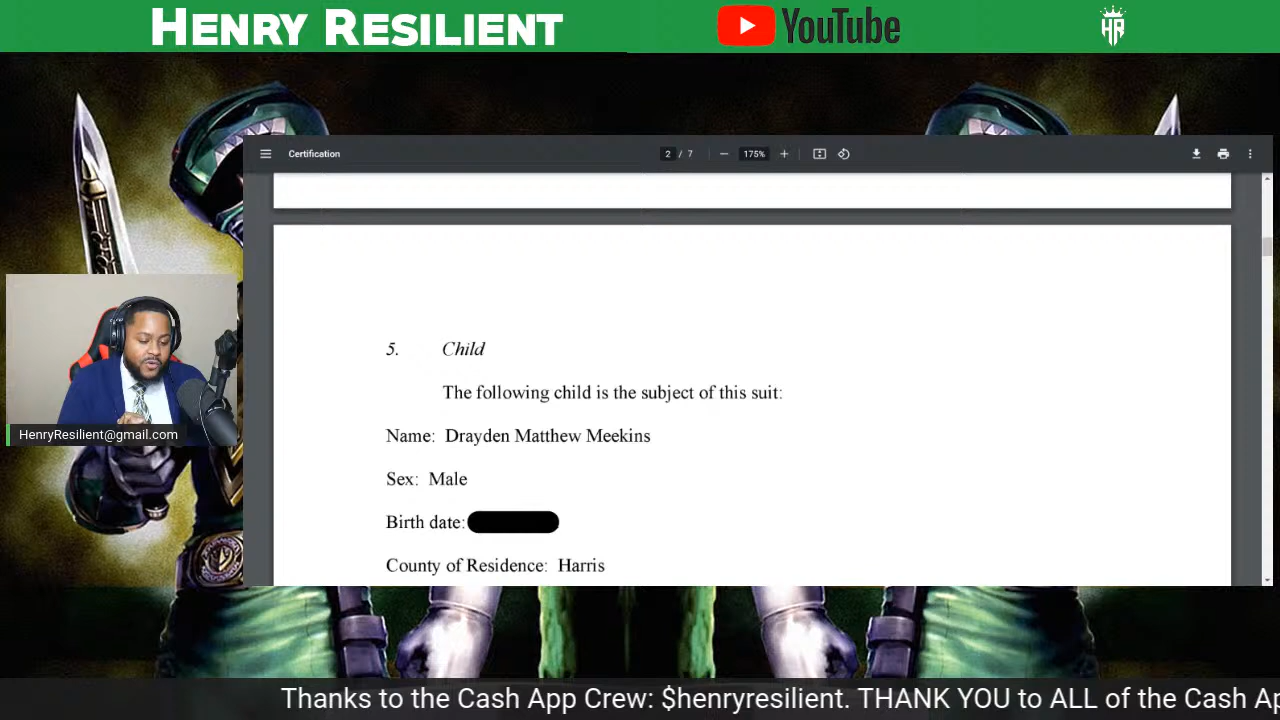 HENRY RESILIENT
YouTube
HR
Certification
2 / 7
175%
5. Child
The following child is the subject of this suit:
Name: Drayden Matthew Meekins
Sex: Male
Birth date:
County of Residence: Harris
HenryResilient@gmail.com
Thanks to the Cash App Crew: $henryresilient. THANK YOU to ALL of the Cash Ap